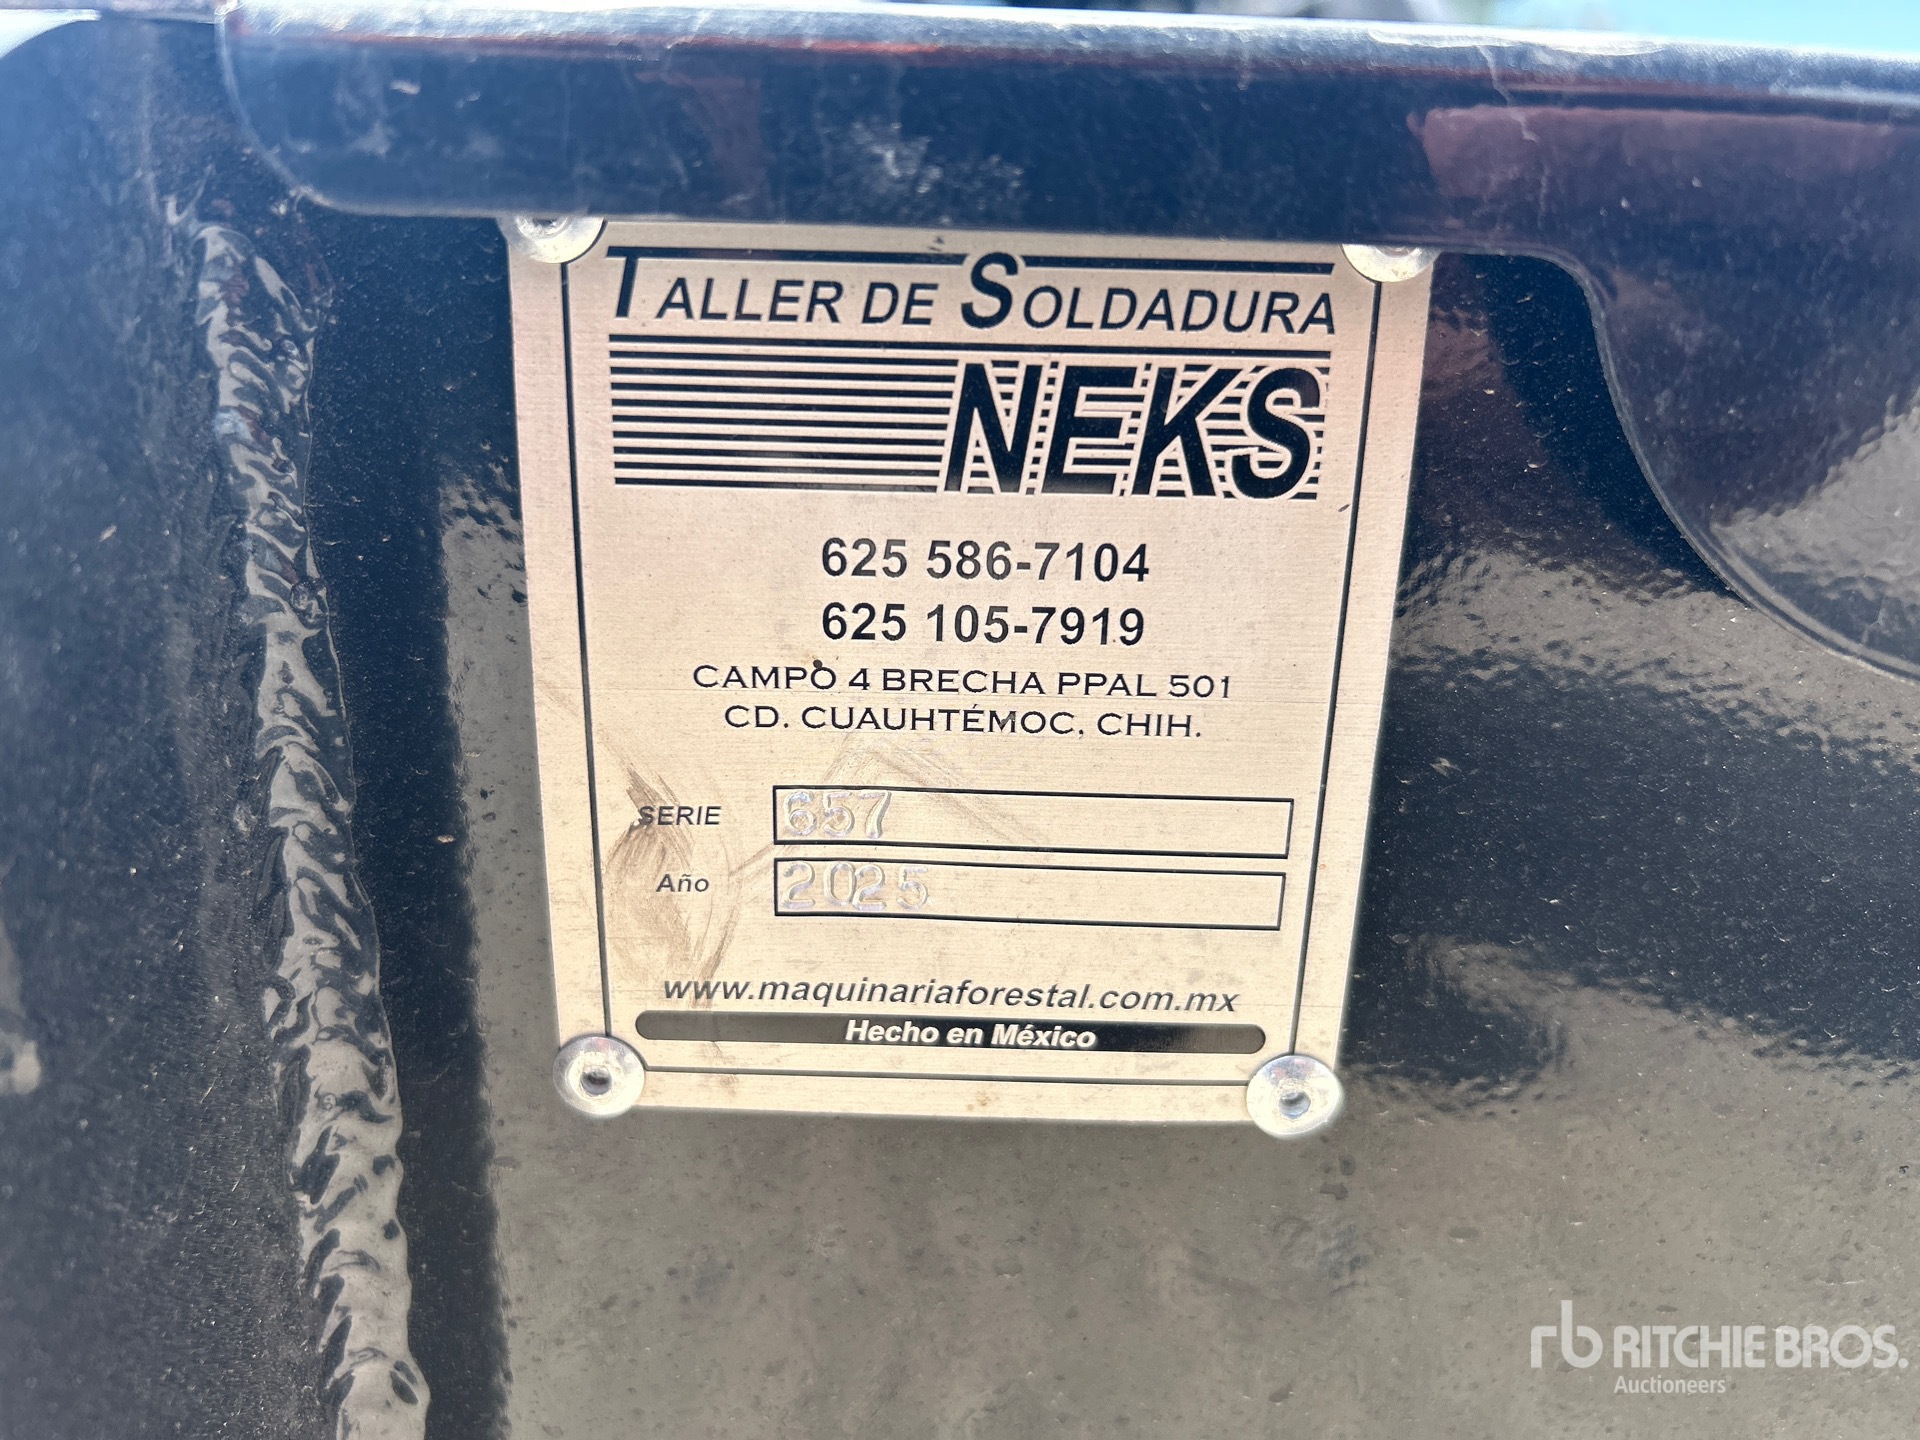 TALLER DE SOLDADURA
NEKS
625 586-7104
625 105-7919
CAMPO 4 BRECHA PPAL 501
CD. CUAUHTÉMOC, CHIH.
SERIE 657
Año 2025
www.maquinariaforestal.com.mx
Hecho en México
rb RITCHIE BROS.
Auctioneers